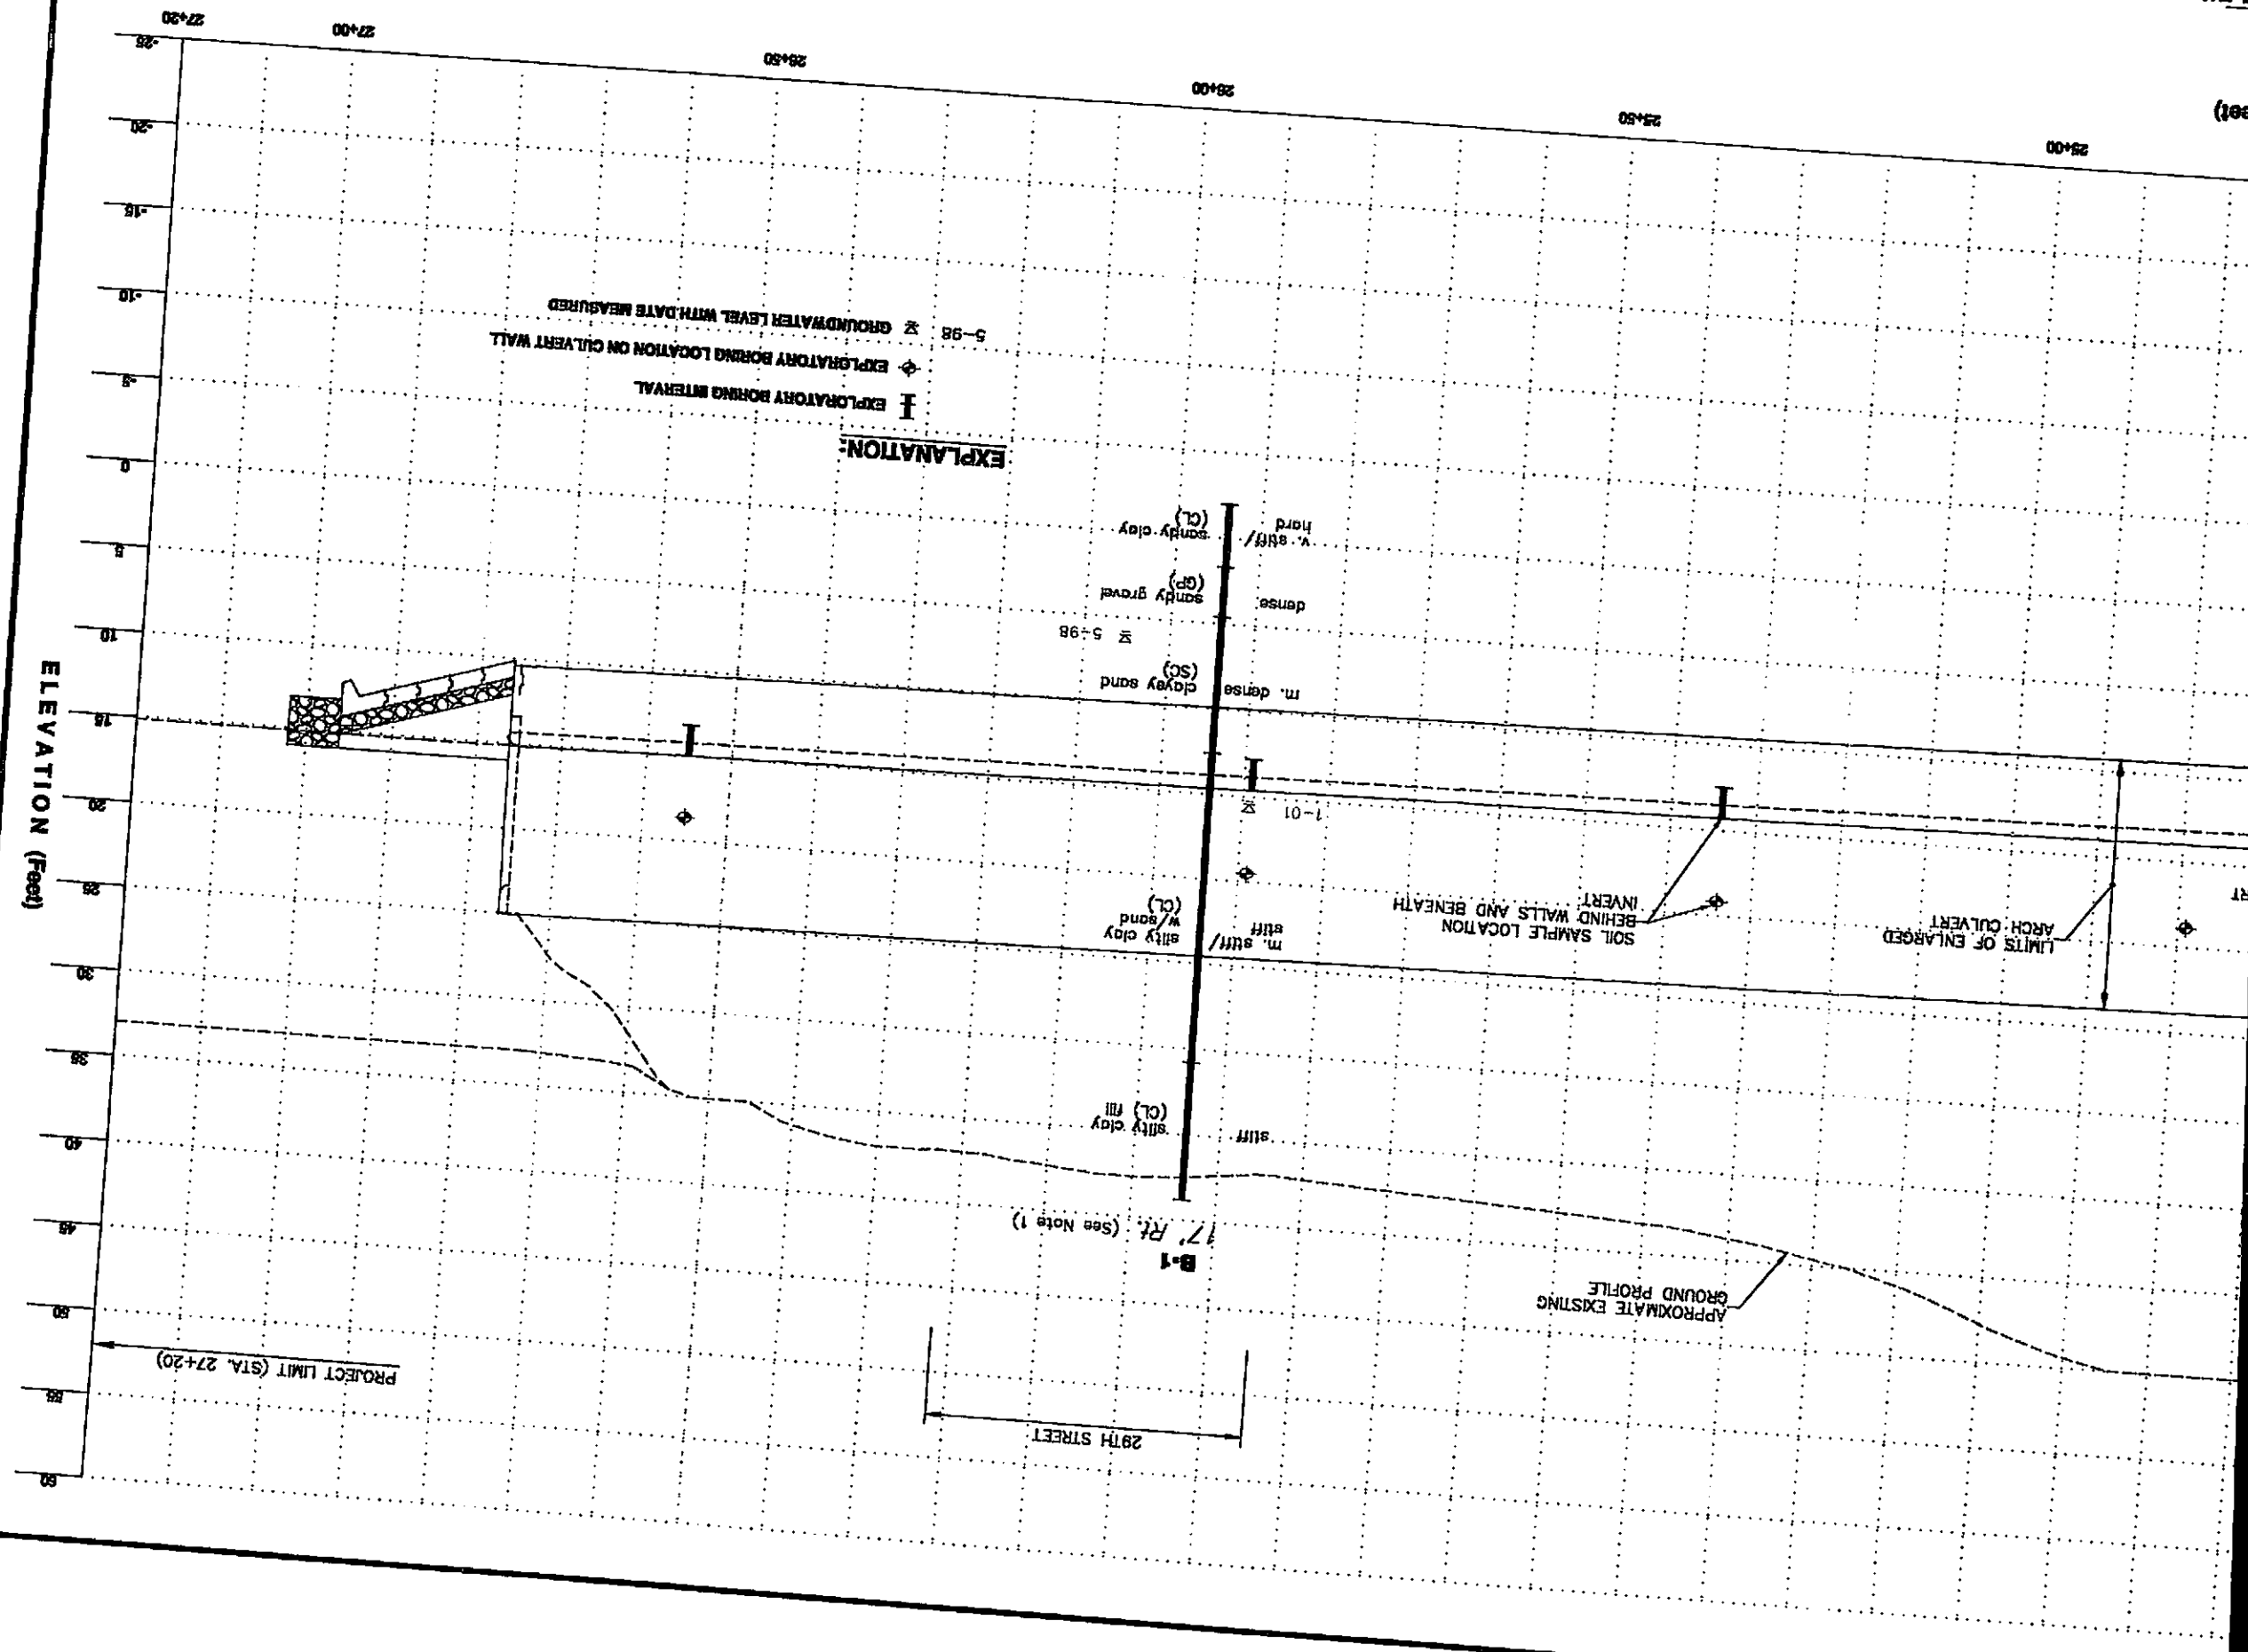 60
55
50
45
40
35
30
25
20
15
10
5
0
-5
-10
-15
-20
-25
ELEVATION (Feet)
29TH STREET
PROJECT LIMIT (STA. 27+20)
APPROXIMATE EXISTING
GROUND PROFILE
B-1
17' Rt. (See Note 1)
stiff
silty clay
(CL) fill
LIMITS OF ENLARGED
ARCH CULVERT
SOIL SAMPLE LOCATION
BEHIND WALLS AND BENEATH
INVERT
m. stiff/
stiff
silty clay
w/sand
(CL)
1-01
m. dense
clayey sand
(SC)
5-98
dense
sandy gravel
(GP)
v. stiff/
hard
sandy clay
(CL)
EXPLANATION:
EXPLORATORY BORING INTERVAL
EXPLORATORY BORING LOCATION ON CULVERT WALL
5-98 GROUNDWATER LEVEL WITH DATE MEASURED
25+00
25+50
26+00
26+50
27+00
27+20
eet)
RT